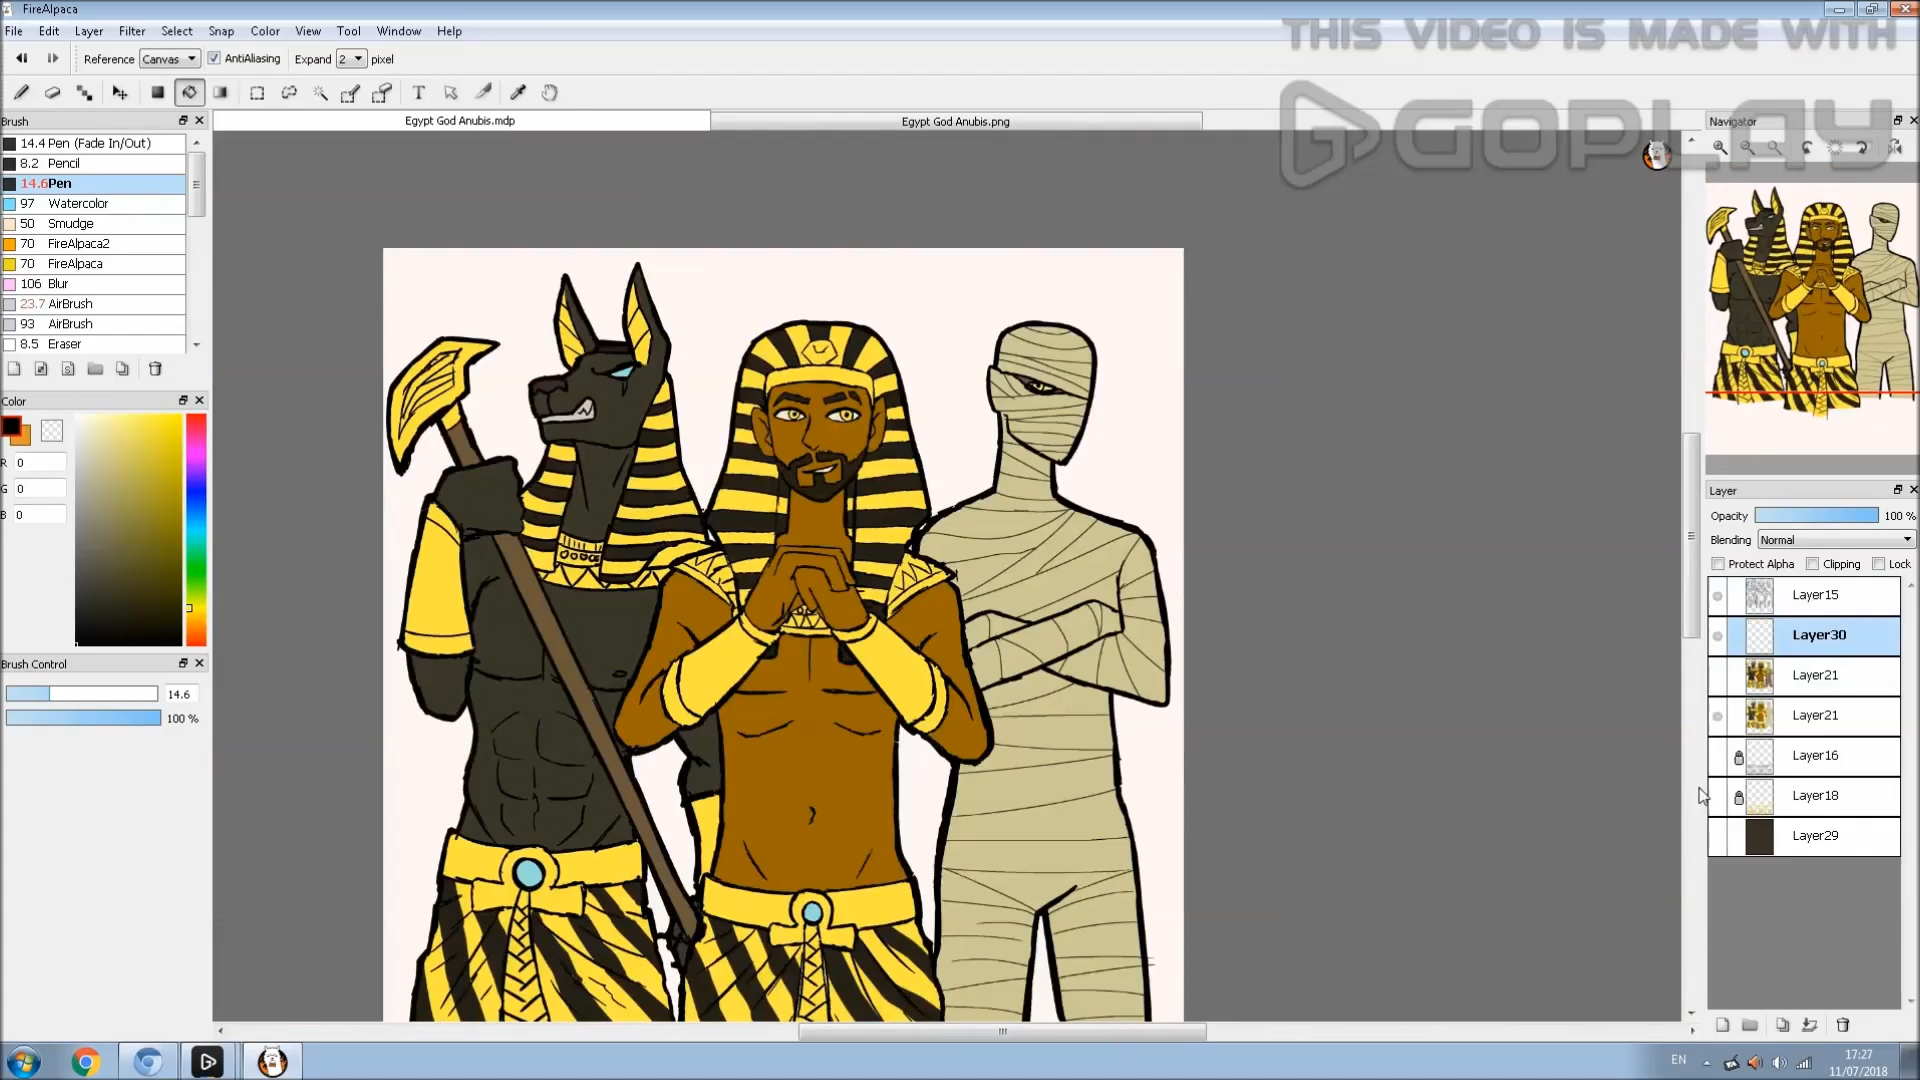 FireAlpaca
THIS VIDEO IS MADE WITH
GOPLAY
File Edit Layer Filter Select Snap Color View Tool Window Help
Reference Canvas AntiAliasing Expand 2 pixel
Egypt God Anubis.mdp Egypt God Anubis.png
Brush
14.4 Pen (Fade In/Out)
8.2 Pencil
14.6 Pen
97 Watercolor
50 Smudge
70 FireAlpaca2
70 FireAlpaca
106 Blur
23.7 AirBrush
93 AirBrush
8.5 Eraser
Color
R 0
G 0
B 0
Brush Control
14.6
100 %
Navigator
Layer
Opacity 100 %
Blending Normal
Protect Alpha Clipping Lock
Layer15
Layer30
Layer21
Layer21
Layer16
Layer18
Layer29
EN
17:27
11/07/2018